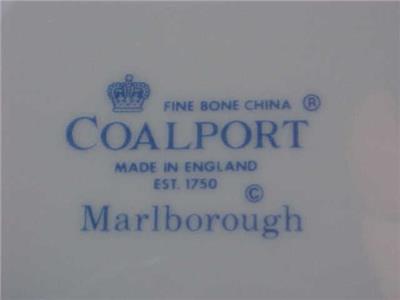 FINE BONE CHINA ®
COALPORT
MADE IN ENGLAND
EST. 1750
©
Marlborough